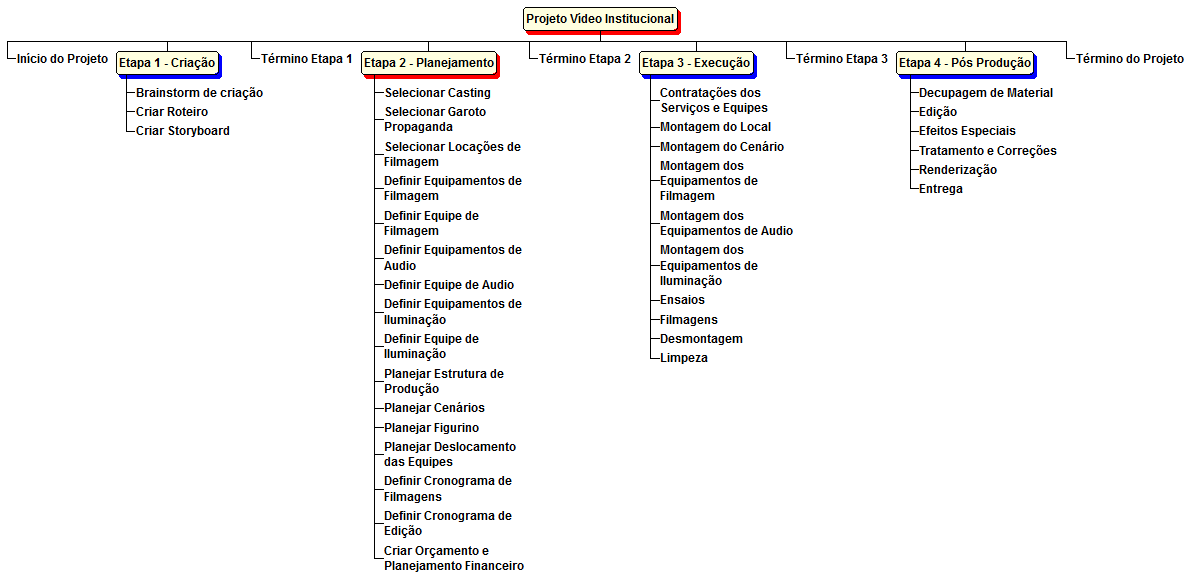 Projeto Video Institucional
Início do Projeto
Etapa 1 - Criação
Brainstorm de criação
Criar Roteiro
Criar Storyboard
Término Etapa 1
Etapa 2 - Planejamento
Selecionar Casting
Selecionar Garoto
Propaganda
Selecionar Locações de
Filmagem
Definir Equipamentos de
Filmagem
Definir Equipe de
Filmagem
Definir Equipamentos de
Audio
Definir Equipe de Audio
Definir Equipamentos de
Iluminação
Definir Equipe de
Iluminação
Planejar Estrutura de
Produção
Planejar Cenários
Planejar Figurino
Planejar Deslocamento
das Equipes
Definir Cronograma de
Filmagens
Definir Cronograma de
Edição
Criar Orçamento e
Planejamento Financeiro
Término Etapa 2
Etapa 3 - Execução
Contratações dos
Serviços e Equipes
Montagem do Local
Montagem do Cenário
Montagem dos
Equipamentos de
Filmagem
Montagem dos
Equipamentos de Audio
Montagem dos
Equipamentos de
Iluminação
Ensaios
Filmagens
Desmontagem
Limpeza
Término Etapa 3
Etapa 4 - Pós Produção
Decupagem de Material
Edição
Efeitos Especiais
Tratamento e Correções
Renderização
Entrega
Término do Projeto